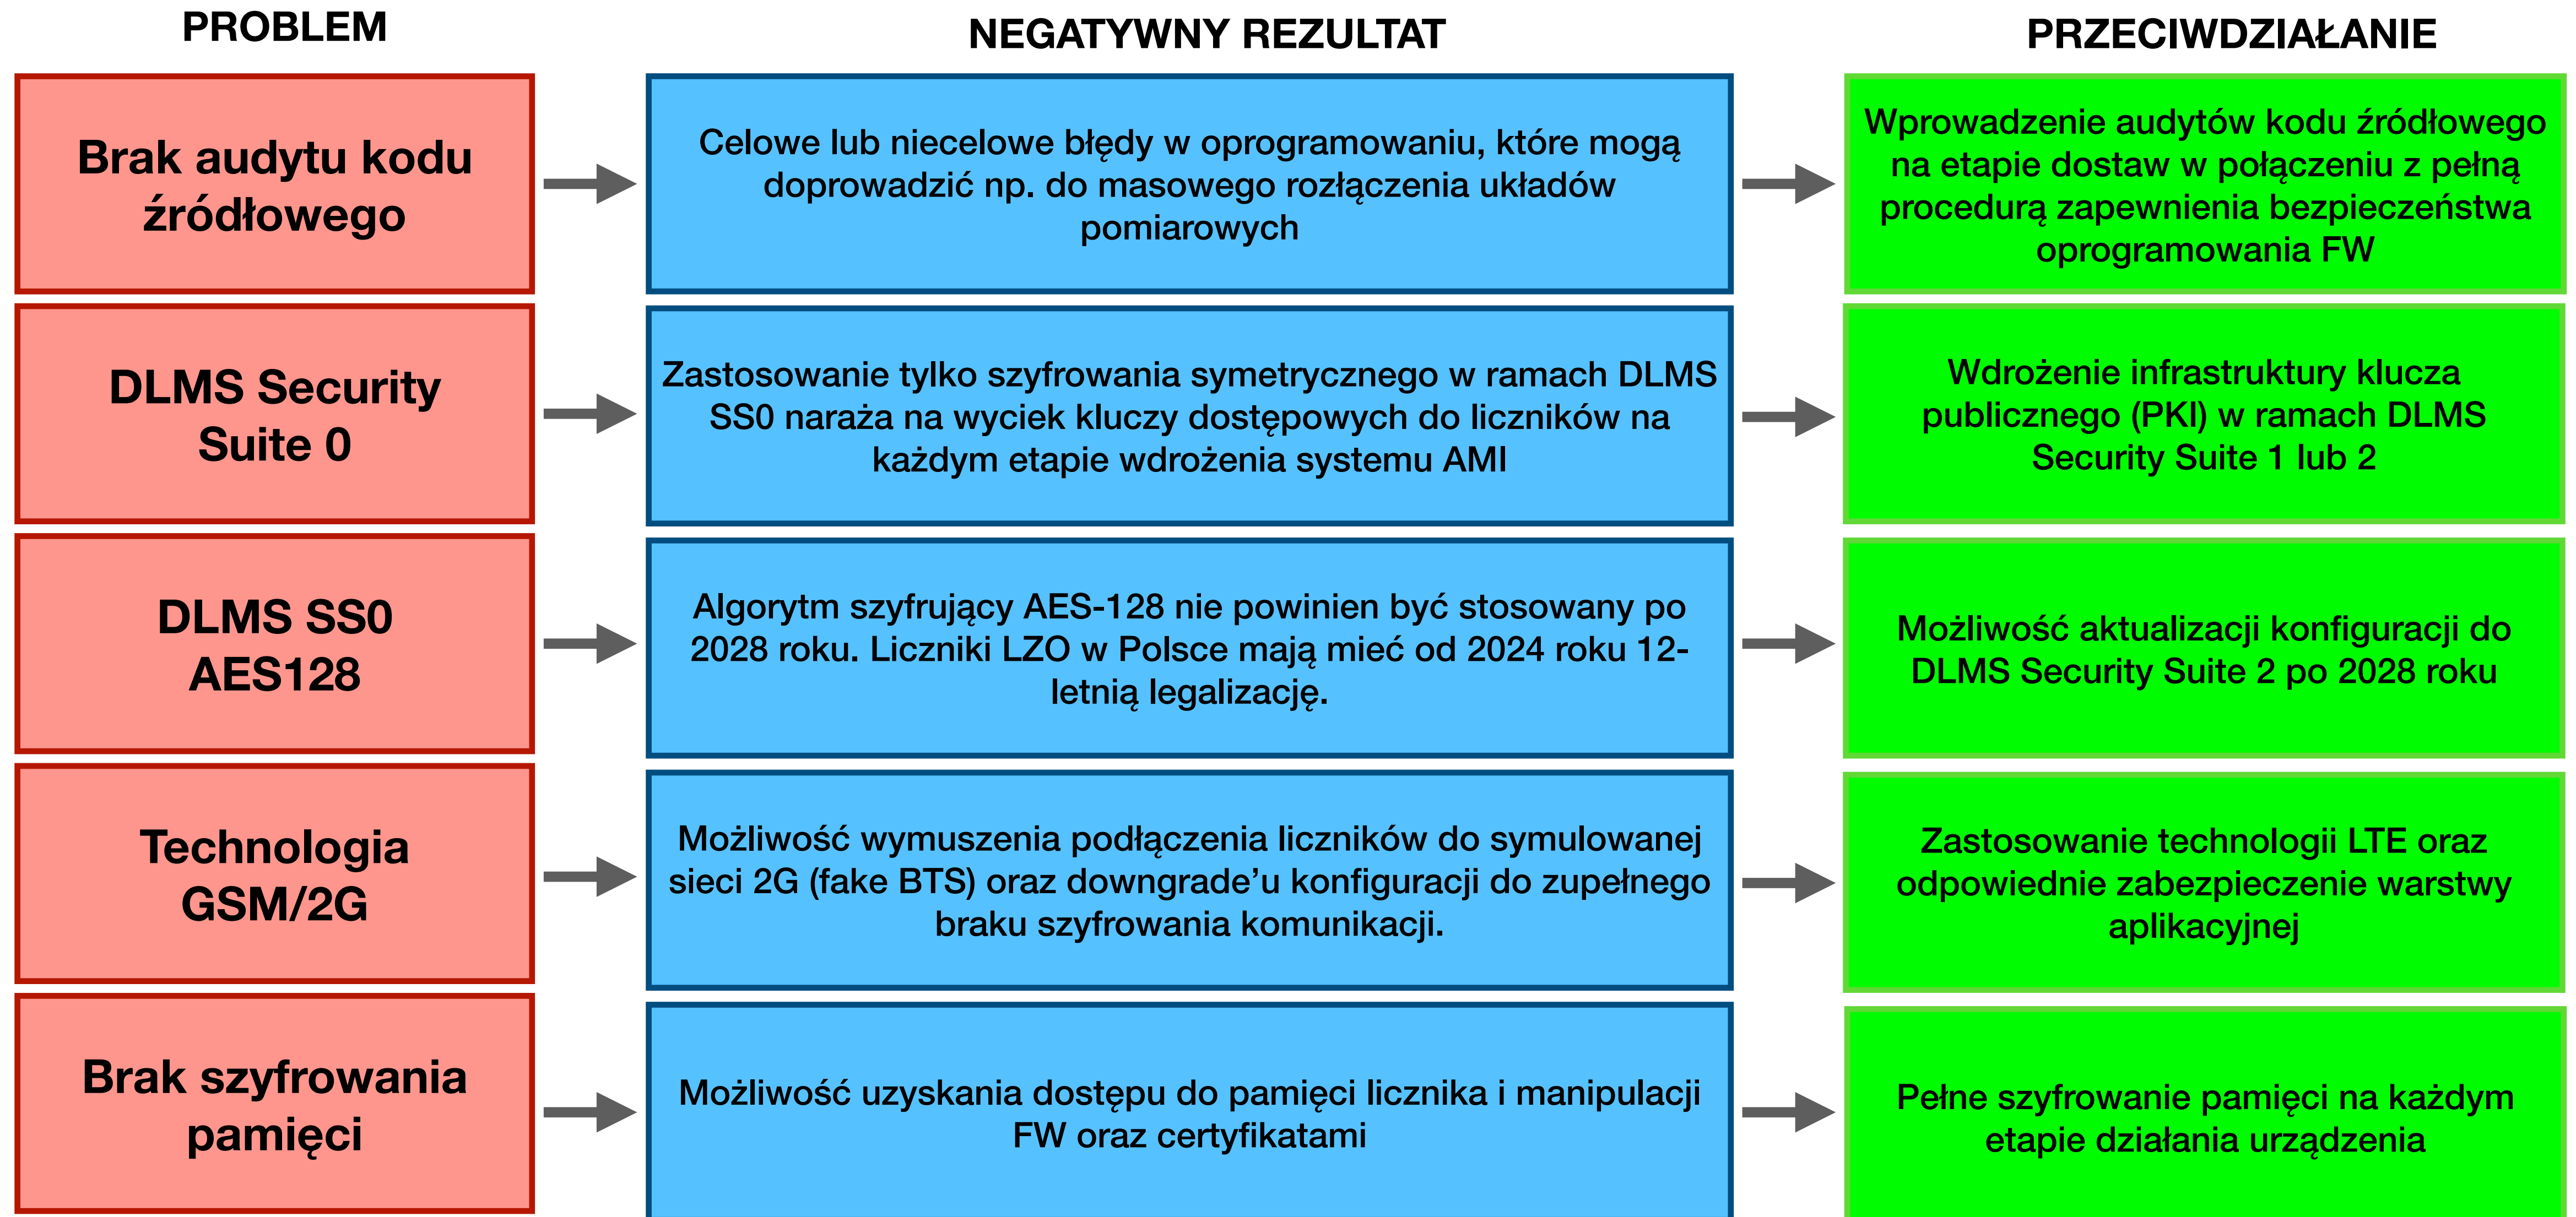 PROBLEM
NEGATYWNY REZULTAT
PRZECIWDZIAŁANIE
Brak audytu kodu
źródłowego
Celowe lub niecelowe błędy w oprogramowaniu, które mogą
doprowadzić np. do masowego rozłączenia układów
pomiarowych
Wprowadzenie audytów kodu źródłowego
na etapie dostaw w połączeniu z pełną
procedurą zapewnienia bezpieczeństwa
oprogramowania FW
DLMS Security
Suite 0
Zastosowanie tylko szyfrowania symetrycznego w ramach DLMS
SS0 naraża na wyciek kluczy dostępowych do liczników na
każdym etapie wdrożenia systemu AMI
Wdrożenie infrastruktury klucza
publicznego (PKI) w ramach DLMS
Security Suite 1 lub 2
DLMS SS0
AES128
Algorytm szyfrujący AES-128 nie powinien być stosowany po
2028 roku. Liczniki LZO w Polsce mają mieć od 2024 roku 12-
letnią legalizację.
Możliwość aktualizacji konfiguracji do
DLMS Security Suite 2 po 2028 roku
Technologia
GSM/2G
Możliwość wymuszenia podłączenia liczników do symulowanej
sieci 2G (fake BTS) oraz downgrade’u konfiguracji do zupełnego
braku szyfrowania komunikacji.
Zastosowanie technologii LTE oraz
odpowiednie zabezpieczenie warstwy
aplikacyjnej
Brak szyfrowania
pamięci
Możliwość uzyskania dostępu do pamięci licznika i manipulacji
FW oraz certyfikatami
Pełne szyfrowanie pamięci na każdym
etapie działania urządzenia